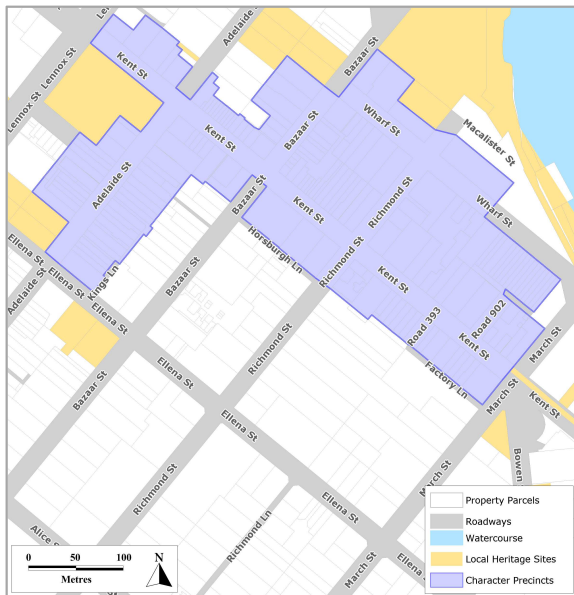 Lennox St
Adelaide St
Bazaar St
Lennox St
Kent St
Lennox St
Kent St
Bazaar St
Wharf St
Macalister St
Adelaide St
Bazaar St
Kent St
Richmond St
Wharf St
Ellena St
Adelaide St
Ellena St
Kings Ln
Ellena St
Bazaar St
Horsburgh Ln
Richmond St
Kent St
Road 393
Road 902
Kent St
March St
Richmond St
Factory Ln
March St
Kent St
Bazaar St
Ellena St
Ellena St
Bowen
Richmond St
March St
Ellena St
Richmond Ln
Alice S
March St
Ellena
0 50 100
Metres
N
Property Parcels
Roadways
Watercourse
Local Heritage Sites
Character Precincts